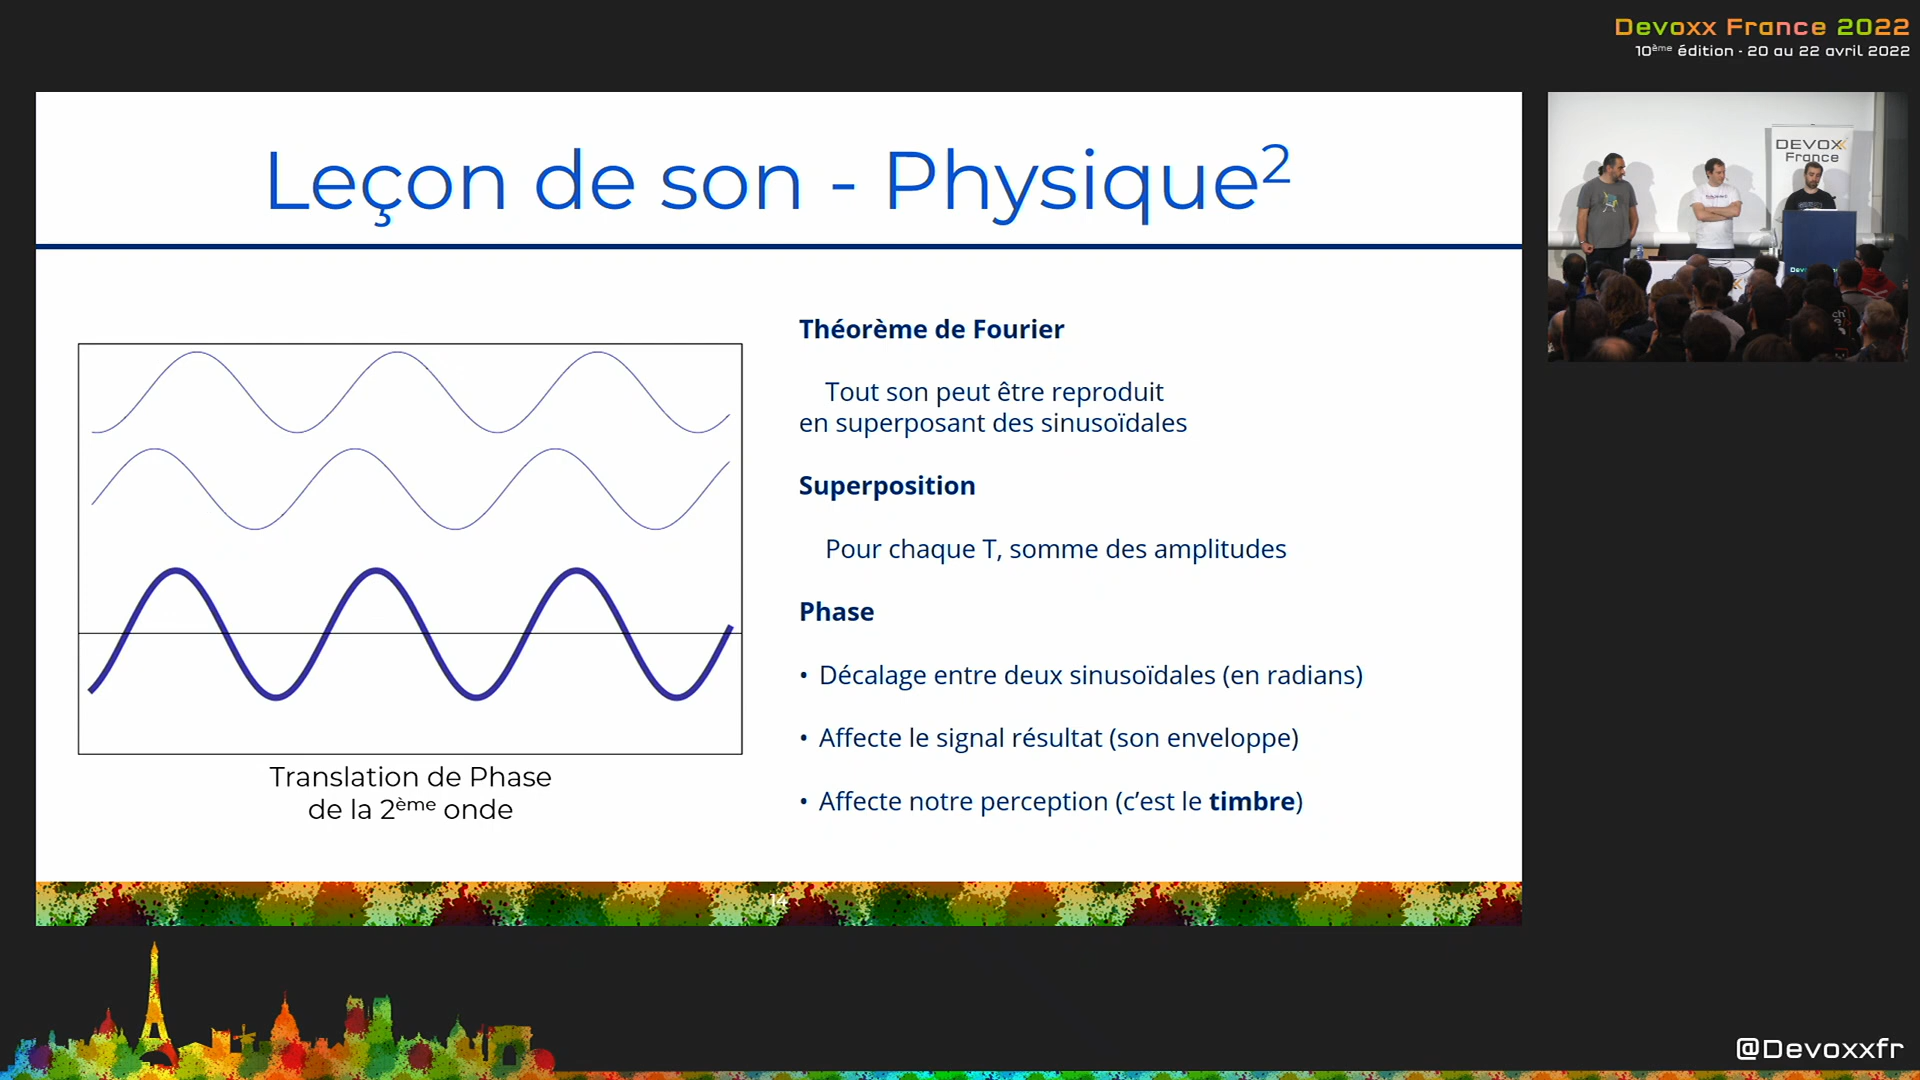 Devoxx France 2022
10ème édition - 20 au 22 avril 2022
Leçon de son - Physique²
Théorème de Fourier
Tout son peut être reproduit
en superposant des sinusoïdales
Superposition
Pour chaque T, somme des amplitudes
Phase
• Décalage entre deux sinusoïdales (en radians)
• Affecte le signal résultat (son enveloppe)
• Affecte notre perception (c’est le timbre)
Translation de Phase
de la 2ème onde
14
DEVOXX
France
@Devoxxfr